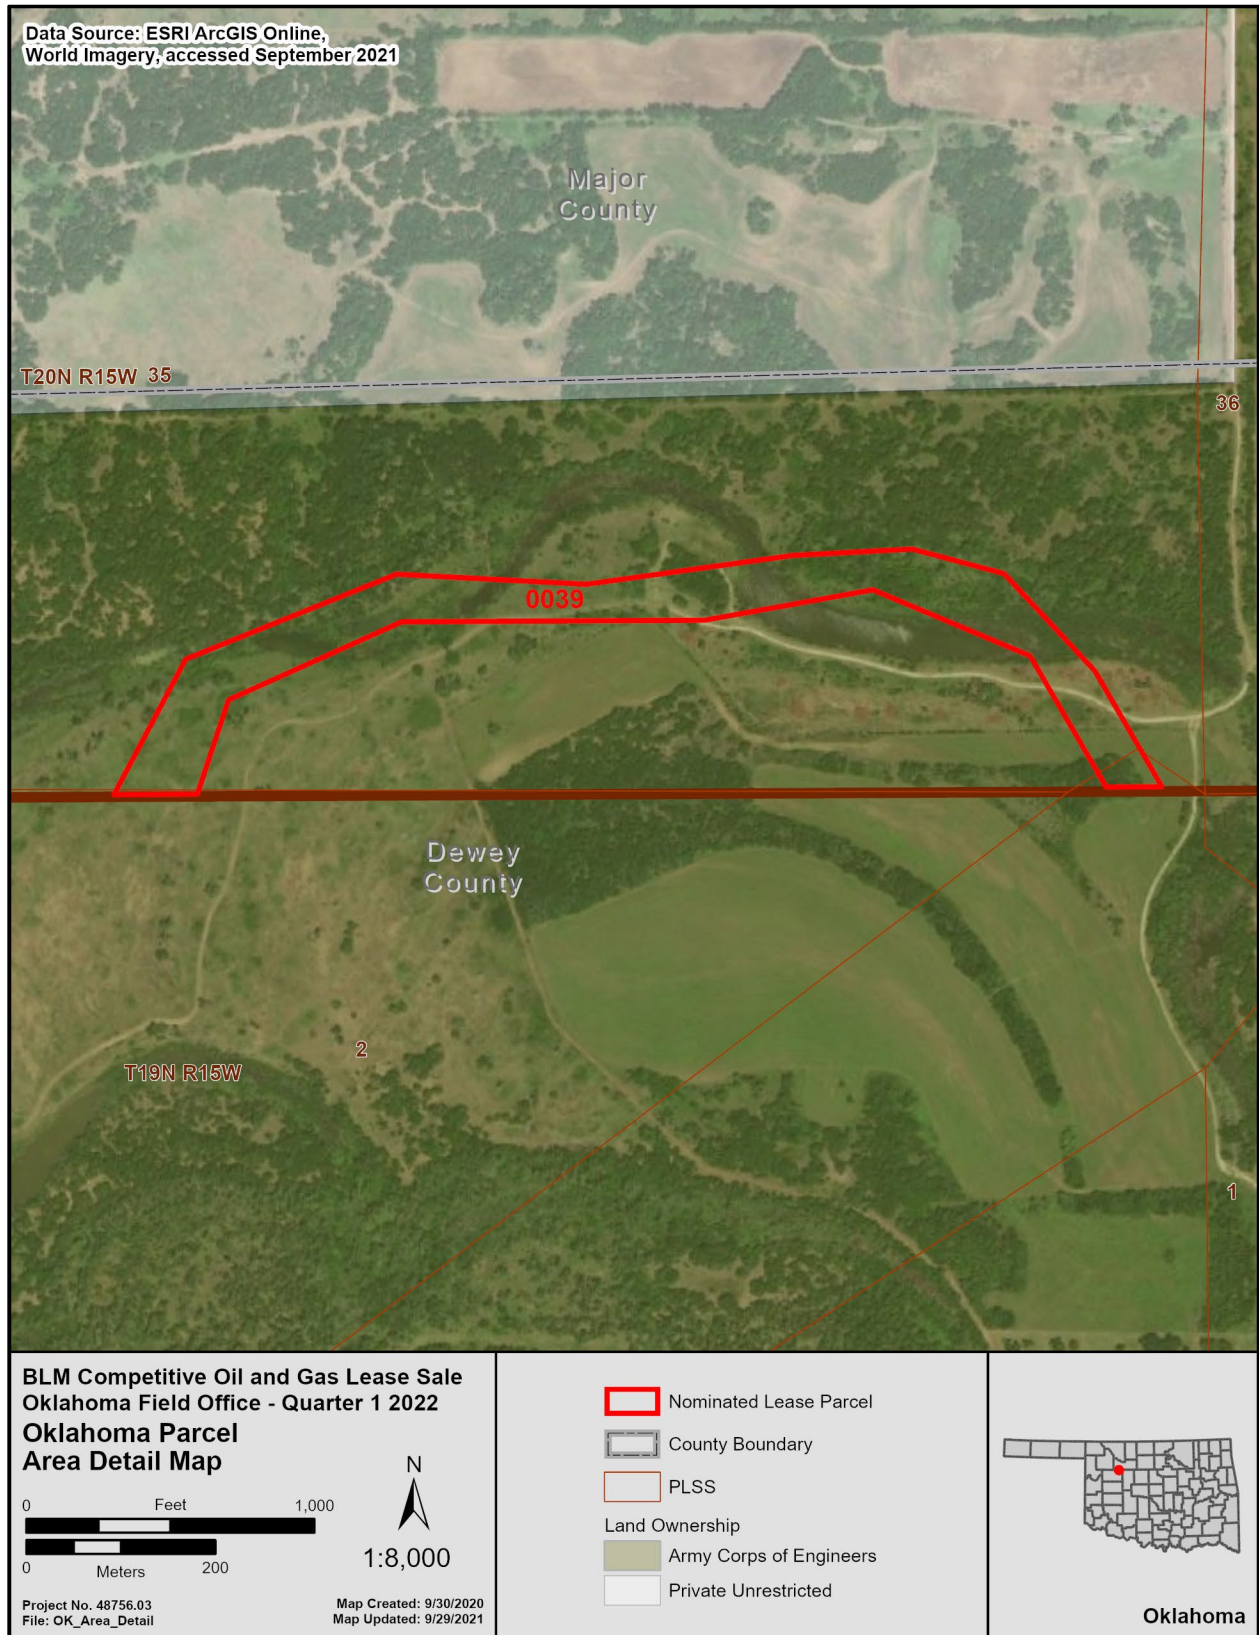 Data Source: ESRI ArcGIS Online,
World Imagery, accessed September 2021
Major
County
T20N R15W 35
36
0039
Dewey
County
2
T19N R15W
1
BLM Competitive Oil and Gas Lease Sale
Oklahoma Field Office - Quarter 1 2022
Oklahoma Parcel
Area Detail Map
N
0 Feet 1,000
0 Meters 200
1:8,000
Project No. 48756.03
File: OK_Area_Detail
Map Created: 9/30/2020
Map Updated: 9/29/2021
Nominated Lease Parcel
County Boundary
PLSS
Land Ownership
Army Corps of Engineers
Private Unrestricted
Oklahoma